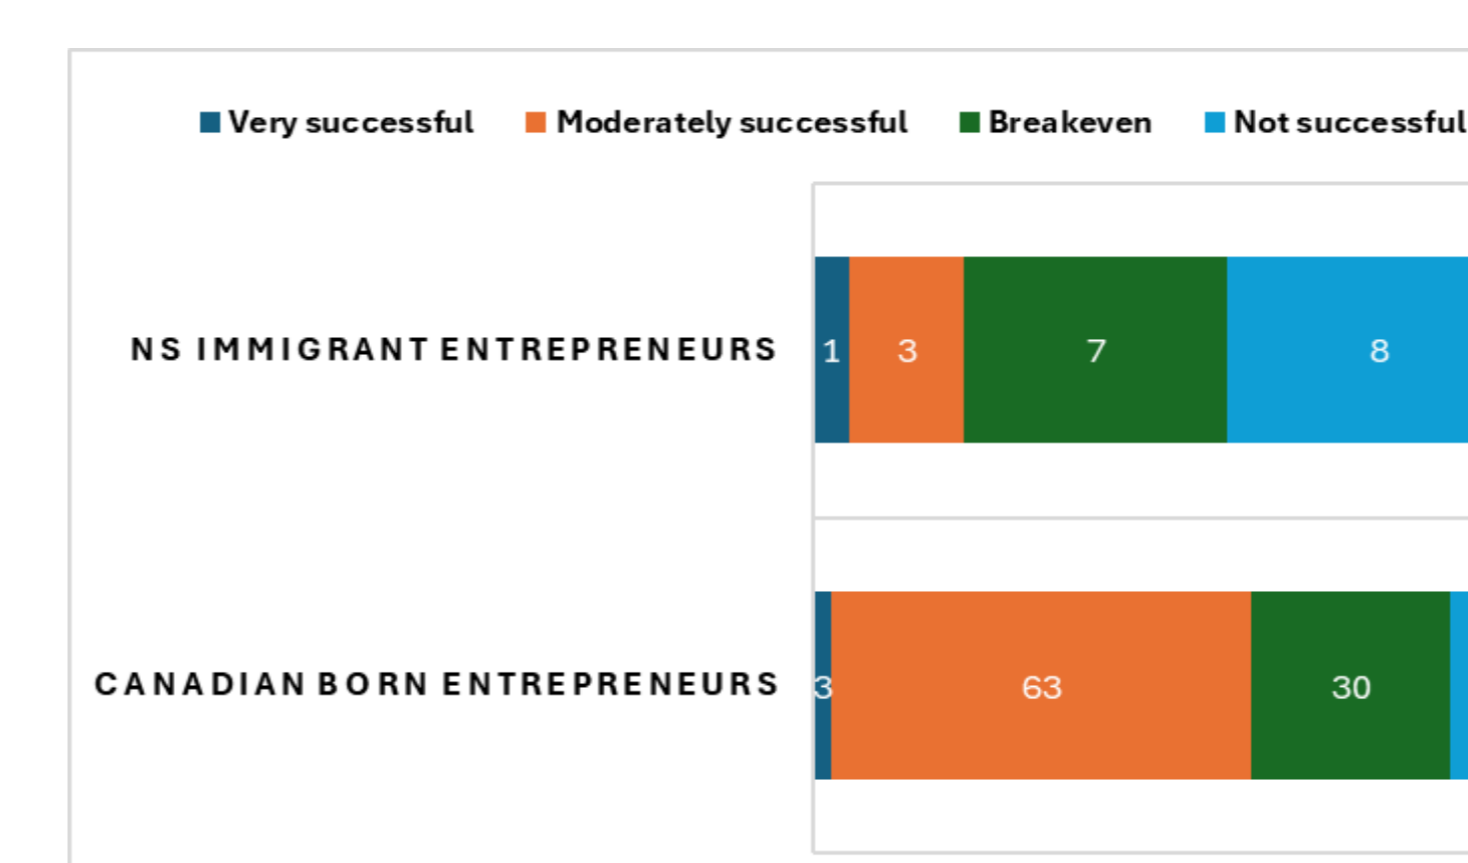 Very successful Moderately successful Breakeven Not successful
NS IMMIGRANT ENTREPRENEURS 1 3 7 8
CANADIAN BORN ENTREPRENEURS 3 63 30